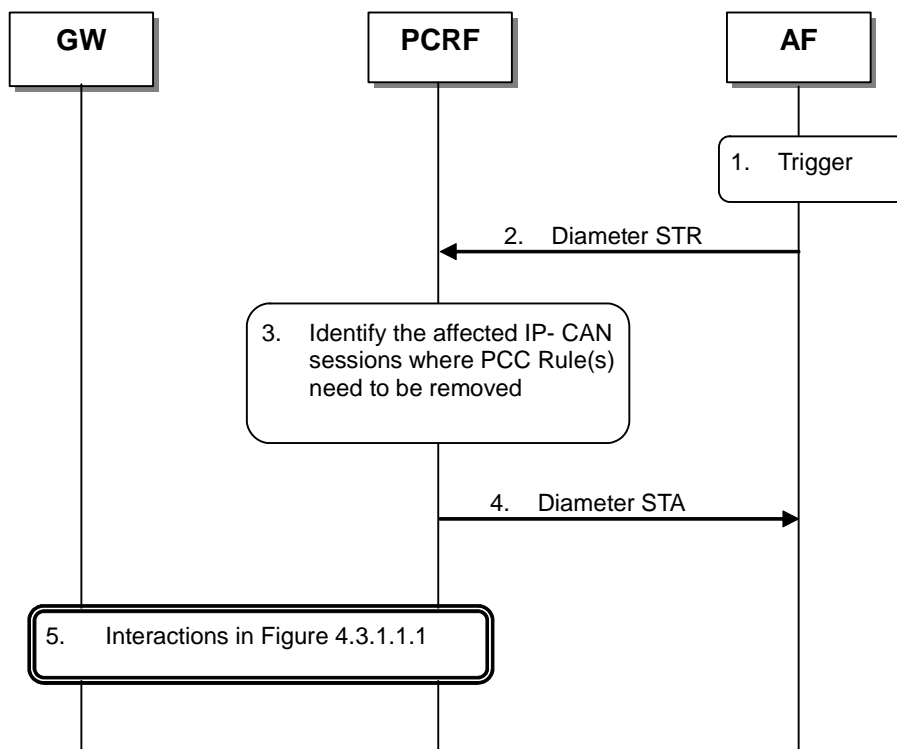 GW
PCRF
AF
1. Trigger
2. Diameter STR
3. Identify the affected IP- CAN
sessions where PCC Rule(s)
need to be removed
4. Diameter STA
5. Interactions in Figure 4.3.1.1.1